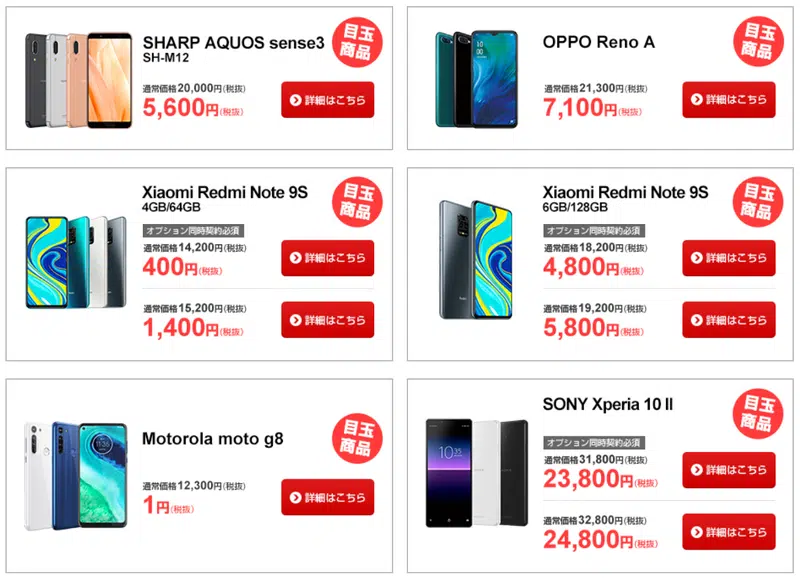 SHARP AQUOS sense3
SH-M12
目玉
商品
通常価格20,000円(税抜)
5,600円(税抜)
詳細はこちら
OPPO Reno A
目玉
商品
通常価格21,300円(税抜)
7,100円(税抜)
詳細はこちら
Xiaomi Redmi Note 9S
4GB/64GB
目玉
商品
オプション同時契約必須
通常価格14,200円(税抜)
400円(税抜)
詳細はこちら
通常価格15,200円(税抜)
1,400円(税抜)
詳細はこちら
Xiaomi Redmi Note 9S
6GB/128GB
目玉
商品
オプション同時契約必須
通常価格18,200円(税抜)
4,800円(税抜)
詳細はこちら
通常価格19,200円(税抜)
5,800円(税抜)
詳細はこちら
Motorola moto g8
目玉
商品
通常価格12,300円(税抜)
1円(税抜)
詳細はこちら
SONY Xperia 10 II
目玉
商品
オプション同時契約必須
通常価格31,800円(税抜)
23,800円(税抜)
詳細はこちら
通常価格32,800円(税抜)
24,800円(税抜)
詳細はこちら